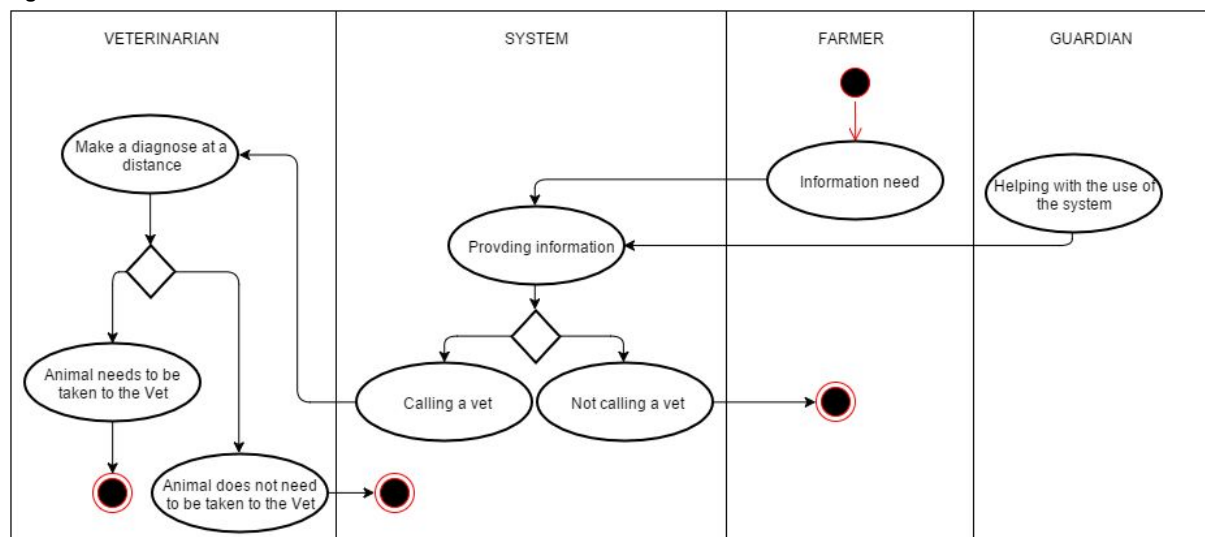 VETERINARIAN
SYSTEM
FARMER
GUARDIAN
Make a diagnose at a
distance
Information need
Helping with the use of
the system
Provding information
Animal needs to be
taken to the Vet
Calling a vet
Not calling a vet
Animal does not need
to be taken to the Vet